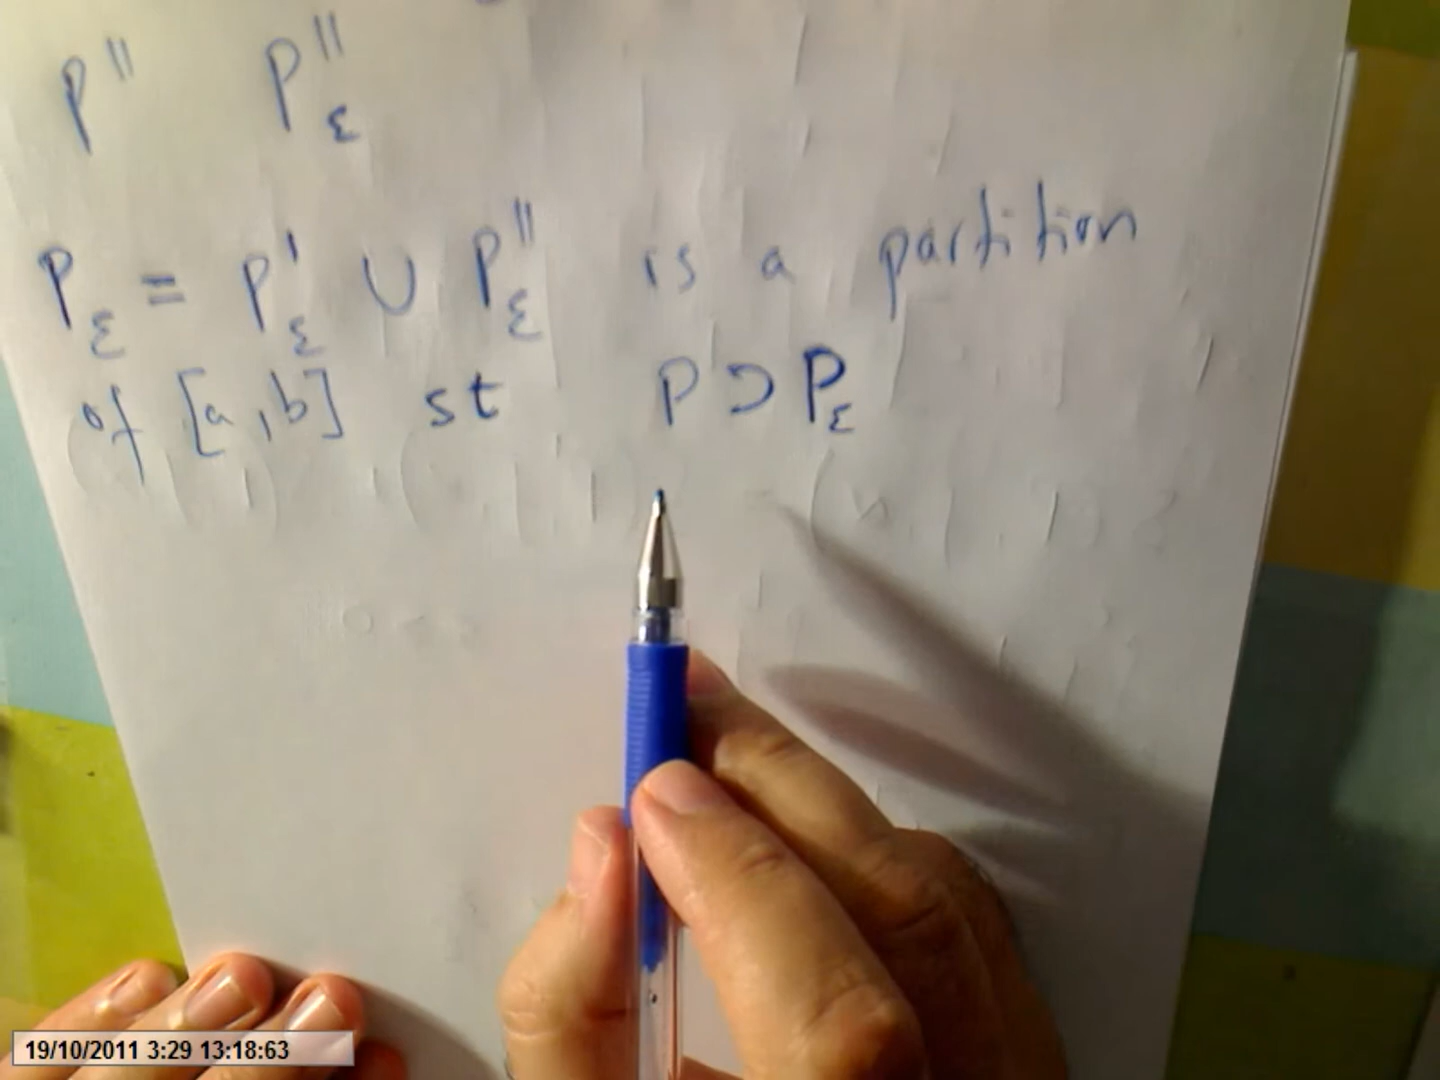 P" P"ε
Pε = P'ε ∪ P"ε is a partition
of [a,b] st P ⊃ Pε
19/10/2011 3:29 13:18:63